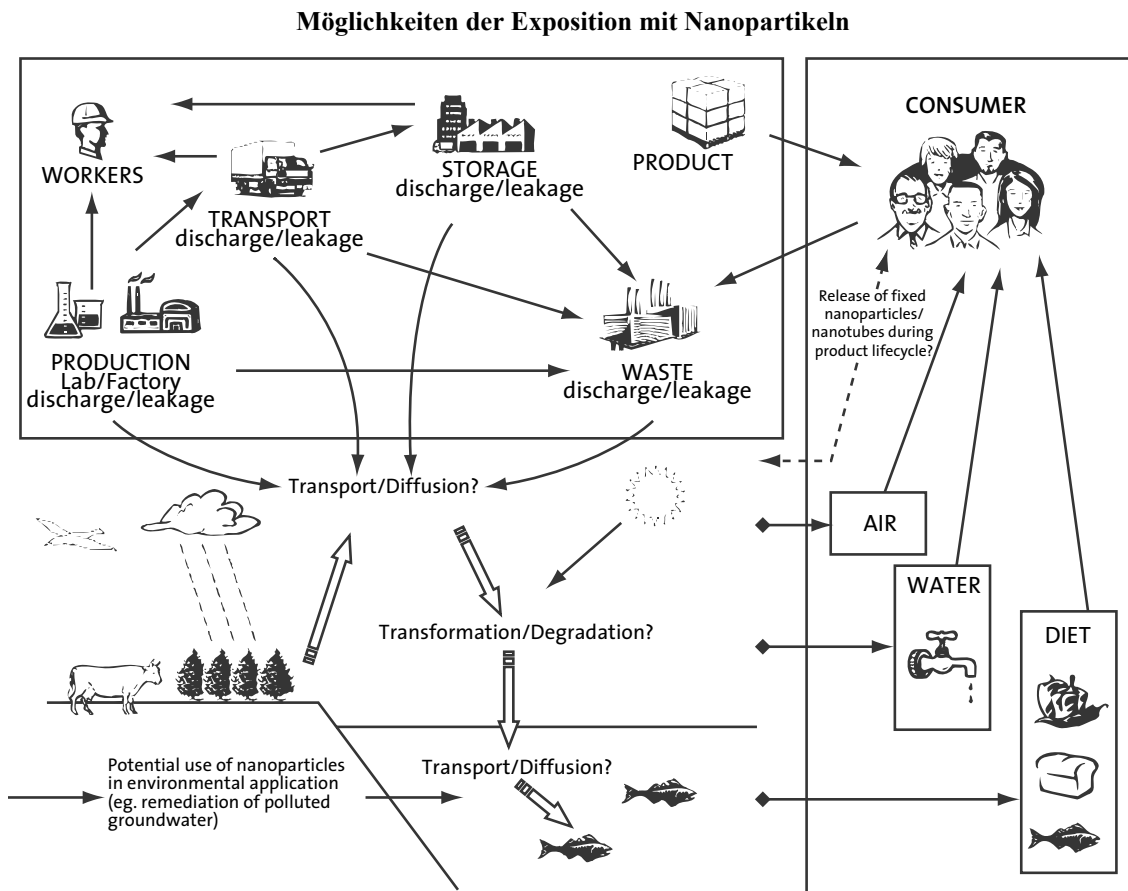 Möglichkeiten der Exposition mit Nanopartikeln
WORKERS
TRANSPORT
discharge/leakage
STORAGE
discharge/leakage
PRODUCT
CONSUMER
PRODUCTION
Lab/Factory
discharge/leakage
WASTE
discharge/leakage
Release of fixed
nanoparticles/
nanotubes during
product lifecycle?
Transport/Diffusion?
AIR
WATER
DIET
Transformation/Degradation?
Transport/Diffusion?
Potential use of nanoparticles
in environmental application
(eg. remediation of polluted
groundwater)